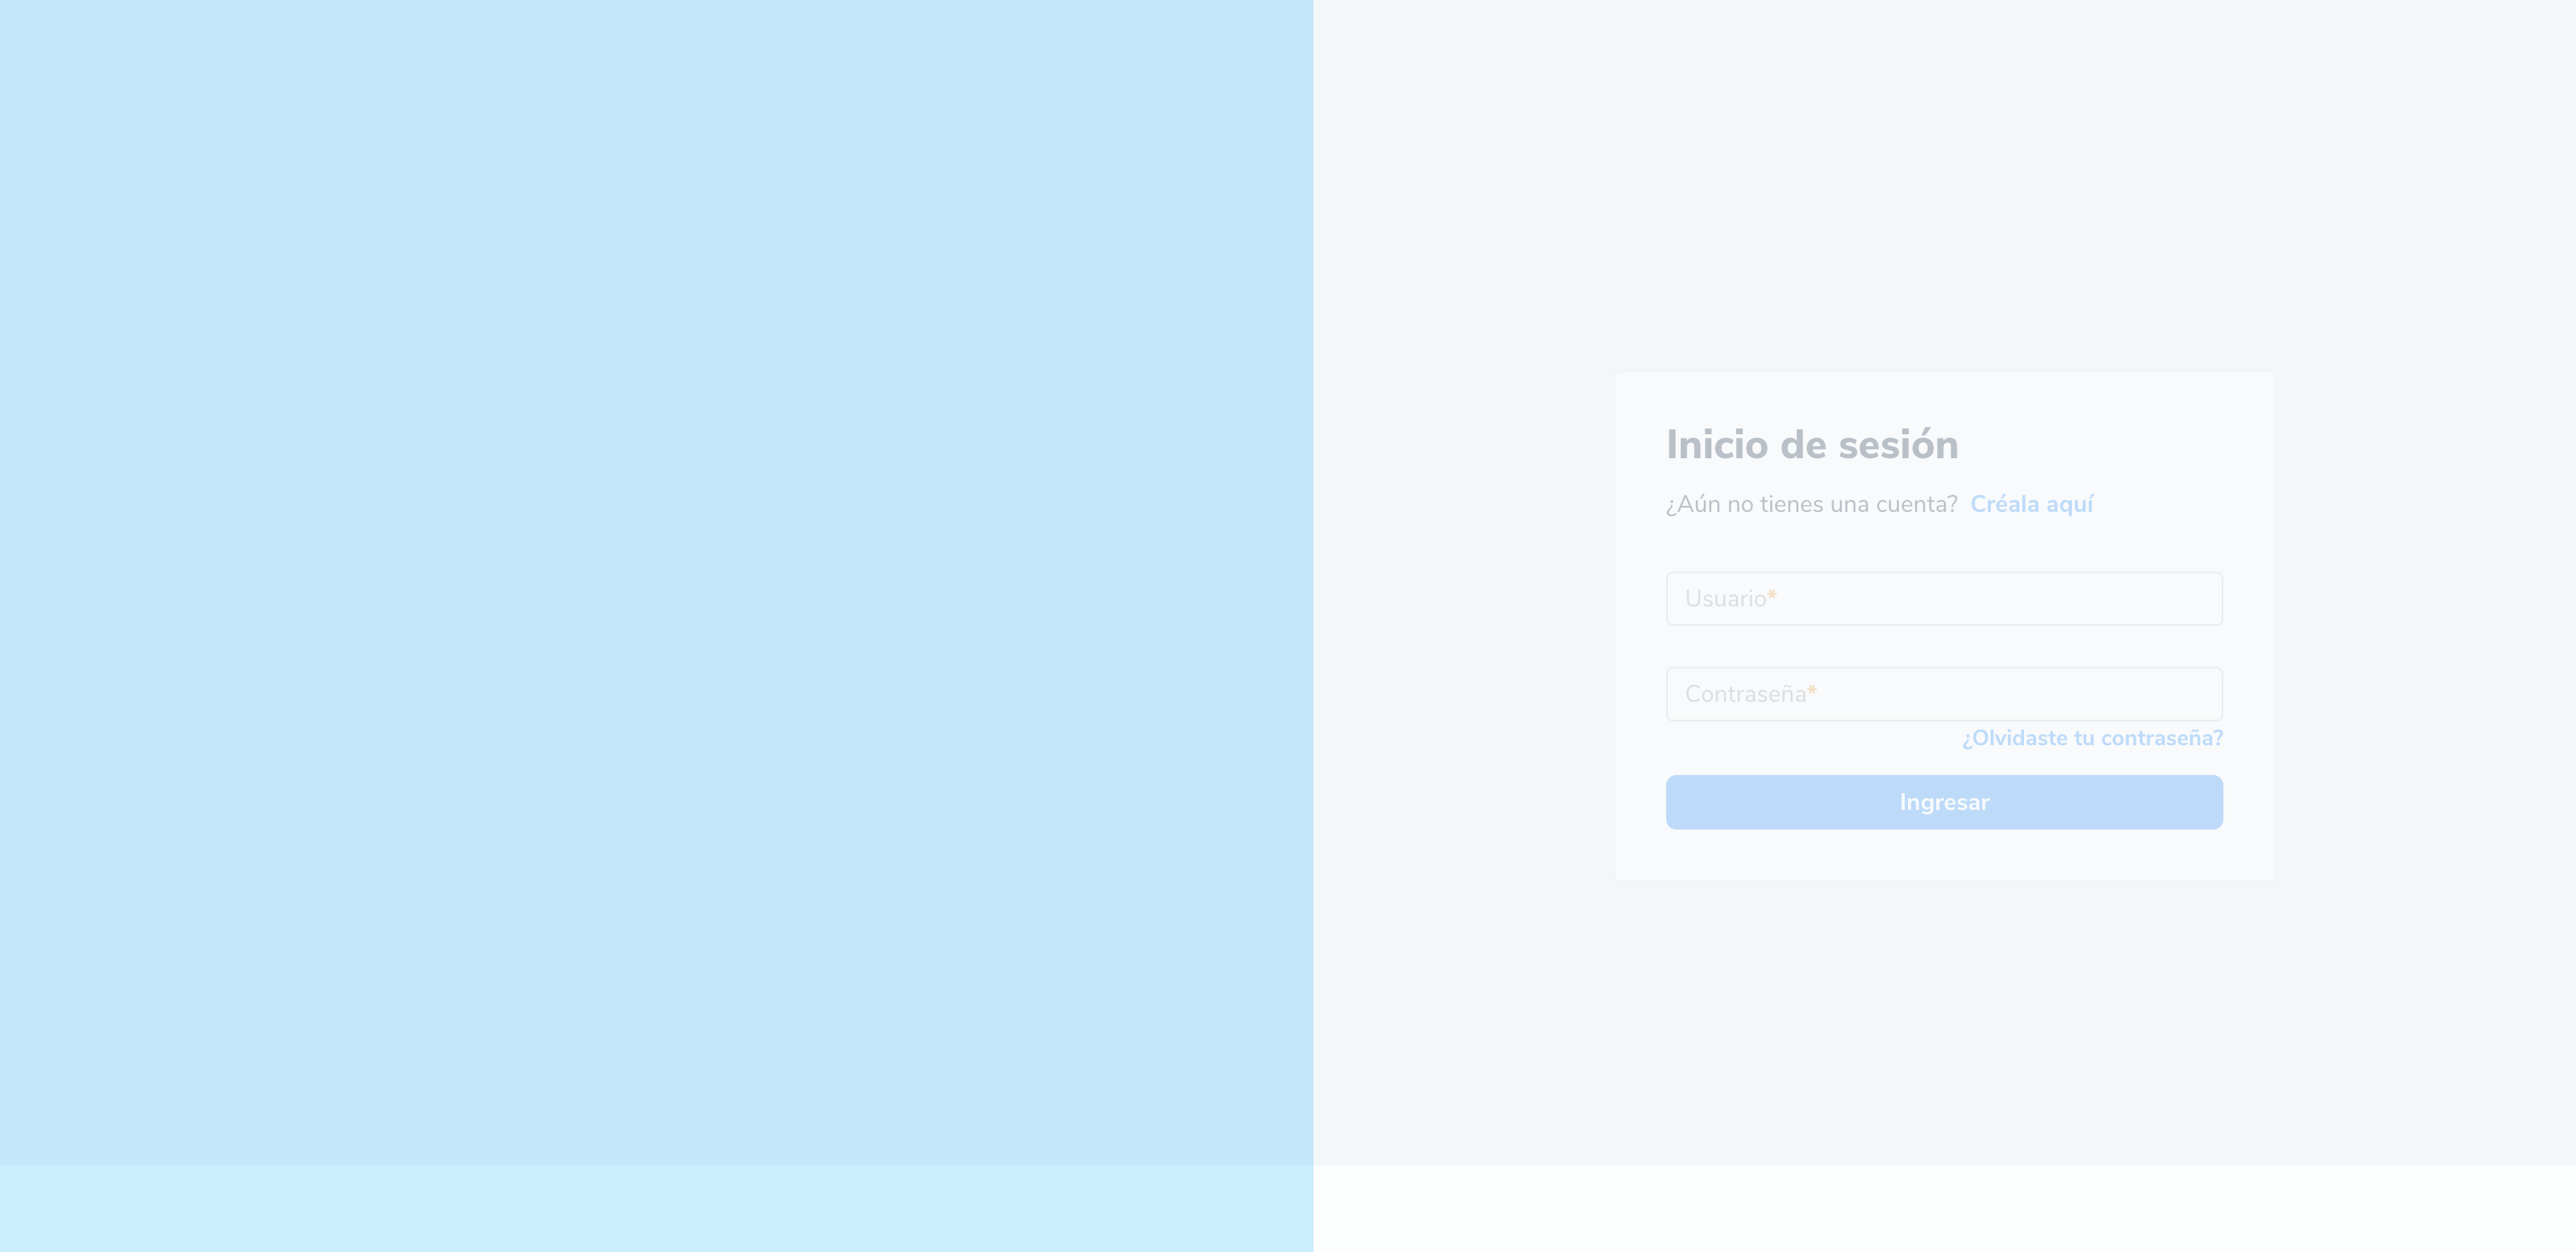 Inicio de sesión
¿Aún no tienes una cuenta? Créala aquí
Usuario*
Contraseña*
¿Olvidaste tu contraseña?
Ingresar